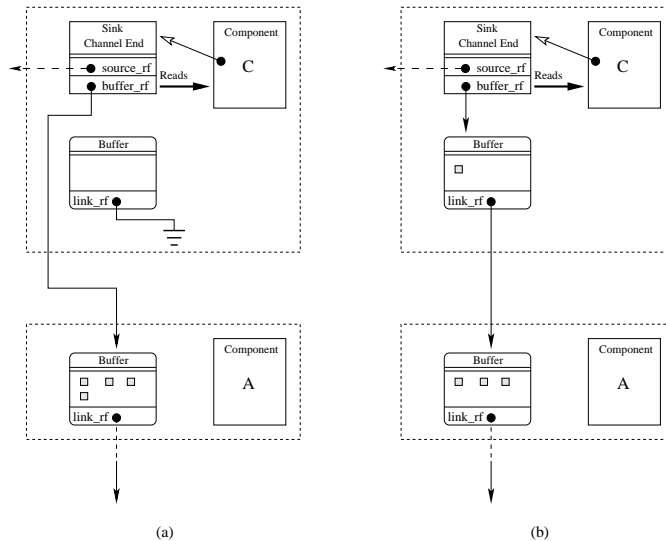 Sink
Channel End
source_rf
buffer_rf
Reads
Component
C
Buffer
link_rf
Buffer
link_rf
Component
A
(a)
Sink
Channel End
source_rf
buffer_rf
Reads
Component
C
Buffer
link_rf
Buffer
link_rf
Component
A
(b)